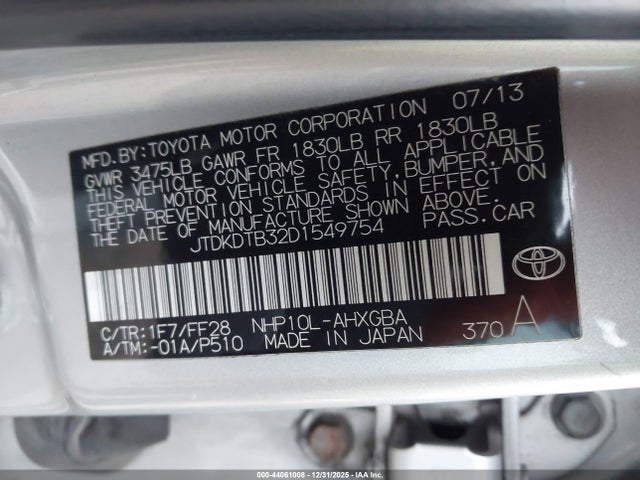 MFD.BY:TOYOTA MOTOR CORPORATION 07/13
GVWR 3475LB GAWR FR 1830LB RR 1830LB
THIS VEHICLE CONFORMS TO ALL APPLICABLE
FEDERAL MOTOR VEHICLE SAFETY,BUMPER,AND
THEFT PREVENTION STANDARDS IN EFFECT ON
THE DATE OF MANUFACTURE SHOWN ABOVE.
JTDKDTB32D1549754 PASS.CAR
C/TR:1F7/FF28 NHP10L-AHXGBA
A/TM:-01A/P510 MADE IN JAPAN 370 A
000-44061008 - 12/31/2025 - IAA Inc.